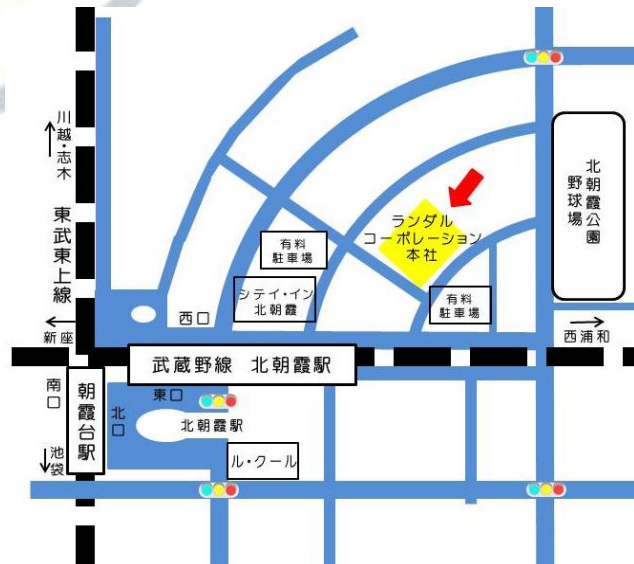 川越・志木
東武東上線
新座
西口
有料
駐車場
シテイ・イン
北朝霞
ランダル
コーポレーション
本社
有料
駐車場
北朝霞公園
野球場
西浦和
武蔵野線 北朝霞駅
南口
朝霞台駅
池袋
北口
東口
北朝霞駅
ル・クール